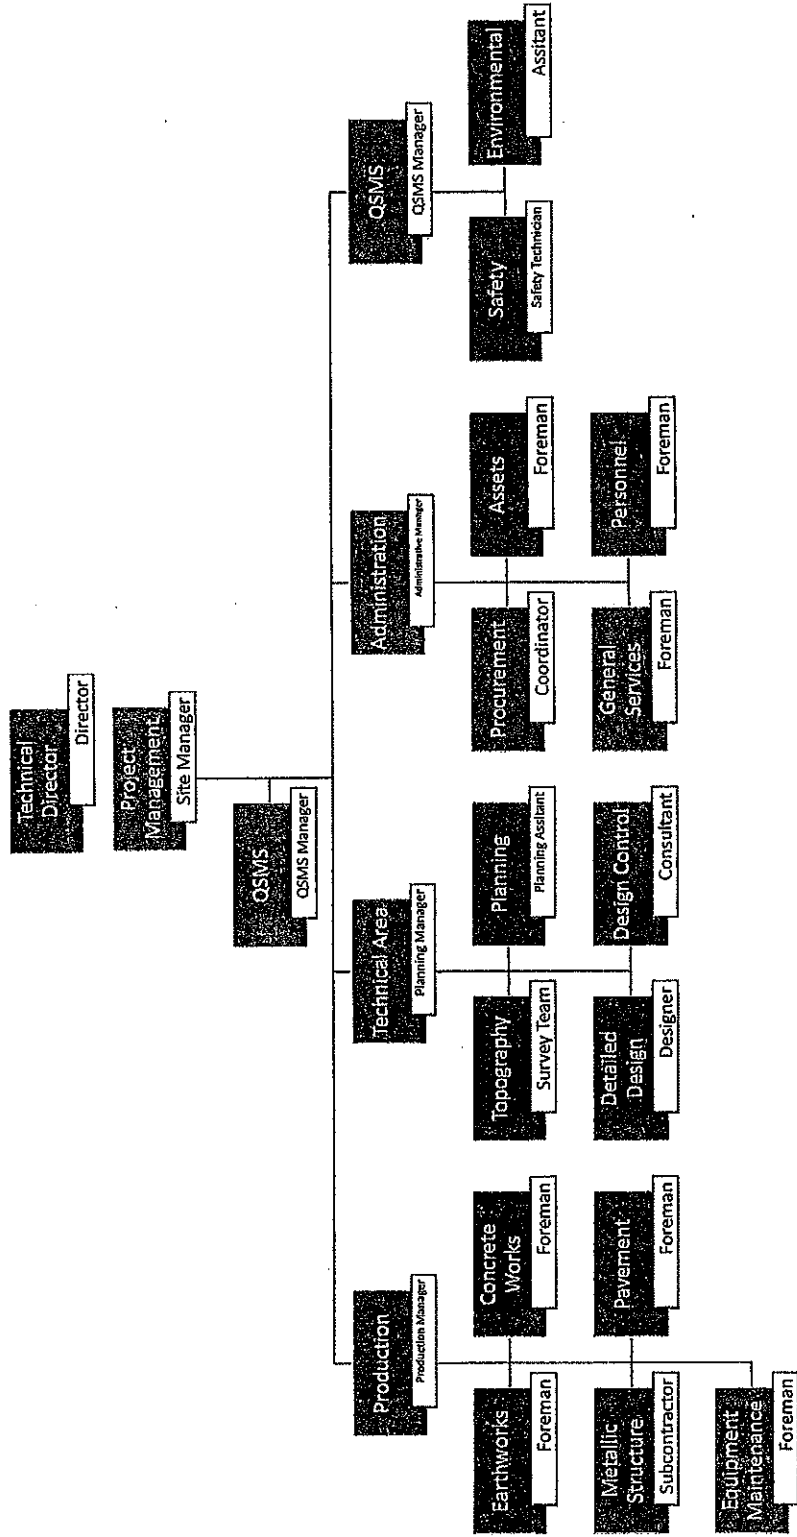 Technical
Director
Director
Project
Management
Site Manager
QSMS
QSMS Manager
Production
Production Manager
Technical Area
Planning Manager
Administration
Administrative Manager
QSMS
QSMS Manager
Earthworks
Foreman
Concrete
Works
Foreman
Metallic
Structure
Subcontractor
Pavement
Foreman
Equipment
Maintenance
Foreman
Topography
Survey Team
Planning
Planning Assitant
Detailed
Design
Designer
Design Control
Consultant
Procurement
Coordinator
Assets
Foreman
General
Services
Foreman
Personnel
Foreman
Safety
Safety Technician
Environmental
Assitant